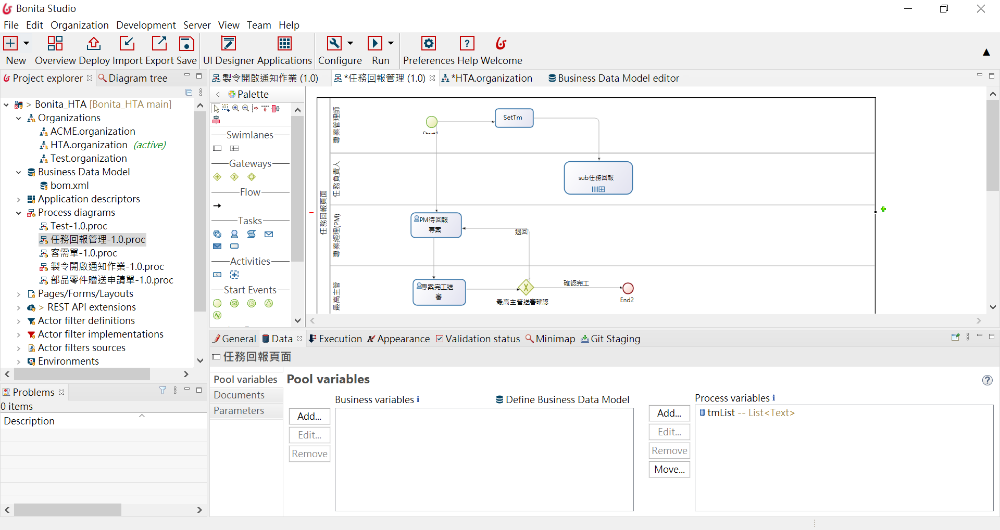 Bonita Studio
File Edit Organization Development Server View Team Help
New Overview Deploy Import Export Save UI Designer Applications Configure Run Preferences Help Welcome
Project explorer
Diagram tree
製令開啟通知作業 (1.0)
*任務回報管理 (1.0)
*HTA.organization
Business Data Model editor
> Bonita_HTA [Bonita_HTA main]
Organizations
ACME.organization
HTA.organization (active)
Test.organization
Business Data Model
bom.xml
Application descriptors
Process diagrams
Test-1.0.proc
任務回報管理-1.0.proc
客需單-1.0.proc
製令開啟通知作業-1.0.proc
部品零件贈送申請單-1.0.proc
Pages/Forms/Layouts
> REST API extensions
Actor filter definitions
Actor filter implementations
Actor filters sources
Environments
Problems
0 items
Description
Palette
Swimlanes
Gateways
Flow
Tasks
Activities
Start Events
任務回報頁面
專案管理師
Start1
SetTm
任務負責人
sub任務回報
專案經理(PM)
PM待回報
專案
退回
最高主管
專案完工送
審
最高主管送審確認
確認完工
End2
General
Data
Execution
Appearance
Validation status
Minimap
Git Staging
任務回報頁面
Pool variables
Documents
Parameters
Pool variables
Business variables
Define Business Data Model
Add...
Edit...
Remove
Process variables
Add...
Edit...
Remove
Move...
tmList -- List<Text>